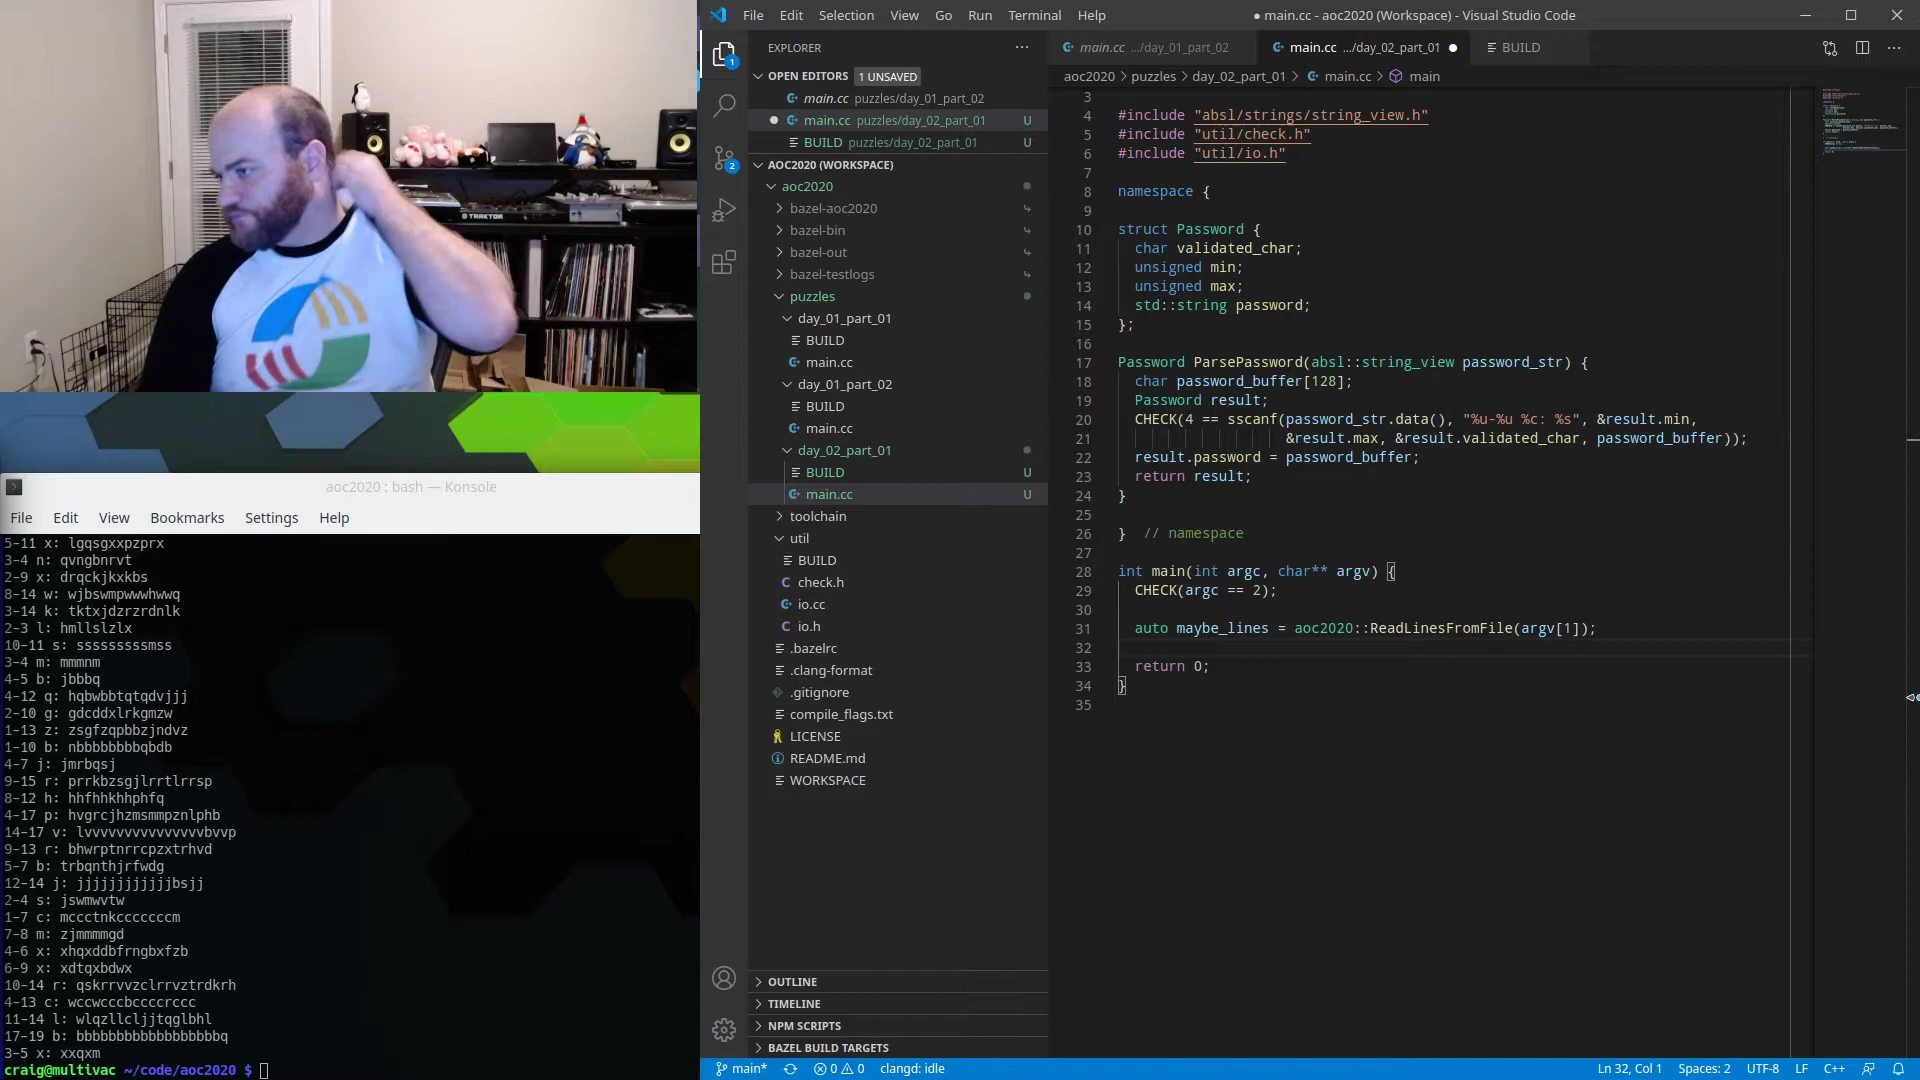 TRAKTOR
File Edit Selection View Go Run Terminal Help
● main.cc - aoc2020 (Workspace) - Visual Studio Code
EXPLORER
OPEN EDITORS 1 UNSAVED
main.cc puzzles/day_01_part_02
main.cc puzzles/day_02_part_01 U
BUILD puzzles/day_02_part_01 U
AOC2020 (WORKSPACE)
aoc2020
bazel-aoc2020
bazel-bin
bazel-out
bazel-testlogs
puzzles
day_01_part_01
BUILD
main.cc
day_01_part_02
BUILD
main.cc
day_02_part_01
BUILD U
main.cc U
toolchain
util
BUILD
check.h
io.cc
io.h
.bazelrc
.clang-format
.gitignore
compile_flags.txt
LICENSE
README.md
WORKSPACE
OUTLINE
TIMELINE
NPM SCRIPTS
BAZEL BUILD TARGETS
1
2
main.cc .../day_01_part_02
main.cc .../day_02_part_01
BUILD
aoc2020 > puzzles > day_02_part_01 > main.cc > main
3
4 #include "absl/strings/string_view.h"
5 #include "util/check.h"
6 #include "util/io.h"
7
8 namespace {
9
10 struct Password {
11 char validated_char;
12 unsigned min;
13 unsigned max;
14 std::string password;
15 };
16
17 Password ParsePassword(absl::string_view password_str) {
18 char password_buffer[128];
19 Password result;
20 CHECK(4 == sscanf(password_str.data(), "%u-%u %c: %s", &result.min,
21 &result.max, &result.validated_char, password_buffer));
22 result.password = password_buffer;
23 return result;
24 }
25
26 } // namespace
27
28 int main(int argc, char** argv) {
29 CHECK(argc == 2);
30
31 auto maybe_lines = aoc2020::ReadLinesFromFile(argv[1]);
32
33 return 0;
34 }
35
aoc2020 : bash — Konsole
File Edit View Bookmarks Settings Help
5-11 x: lgqsgxxpzprx
3-4 n: qvngbnrvt
2-9 x: drqckjkxkbs
8-14 w: wjbswmpwwwhwwq
3-14 k: tktxjdzrzrdnlk
2-3 l: hmllslzlx
10-11 s: sssssssssmss
3-4 m: mmmnm
4-5 b: jbbbq
4-12 q: hqbwbbtqtqdvjjj
2-10 g: gdcddxlrkgmzw
1-13 z: zsgfzqpbbzjndvz
1-10 b: nbbbbbbbbqbdb
4-7 j: jmrbqsj
9-15 r: prrkbzsgjlrrtlrrsp
8-12 h: hhfhhkhhphfq
4-17 p: hvgrcjhzmsmmpznlphb
14-17 v: lvvvvvvvvvvvvvvvbvvp
9-13 r: bhwrptnrrcpzxtrhvd
5-7 b: trbqnthjrfwdg
12-14 j: jjjjjjjjjjjjbsjj
2-4 s: jswmwvtw
1-7 c: mccctnkcccccccm
7-8 m: zjmmmmgd
4-6 x: xhqxddbfrngbxfzb
6-9 x: xdtqxbdwx
10-14 r: qskrrvvzclrrvztrdkrh
4-13 c: wccwcccbccccrccc
11-14 l: wlqzllcljjtqglbhl
17-19 b: bbbbbbbbbbbbbbbbbbq
3-5 x: xxqxm
craig@multivac ~/code/aoc2020 $
main* 0 0 clangd: idle
Ln 32, Col 1 Spaces: 2 UTF-8 LF C++